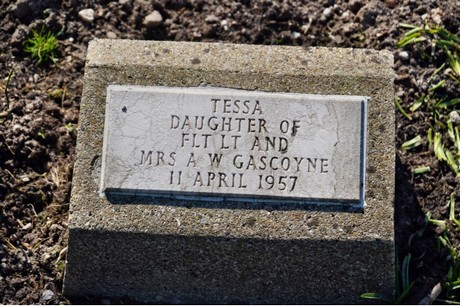 TESSA
DAUGHTER OF
FLT LT AND
MRS A W GASCOYNE
11 APRIL 1957